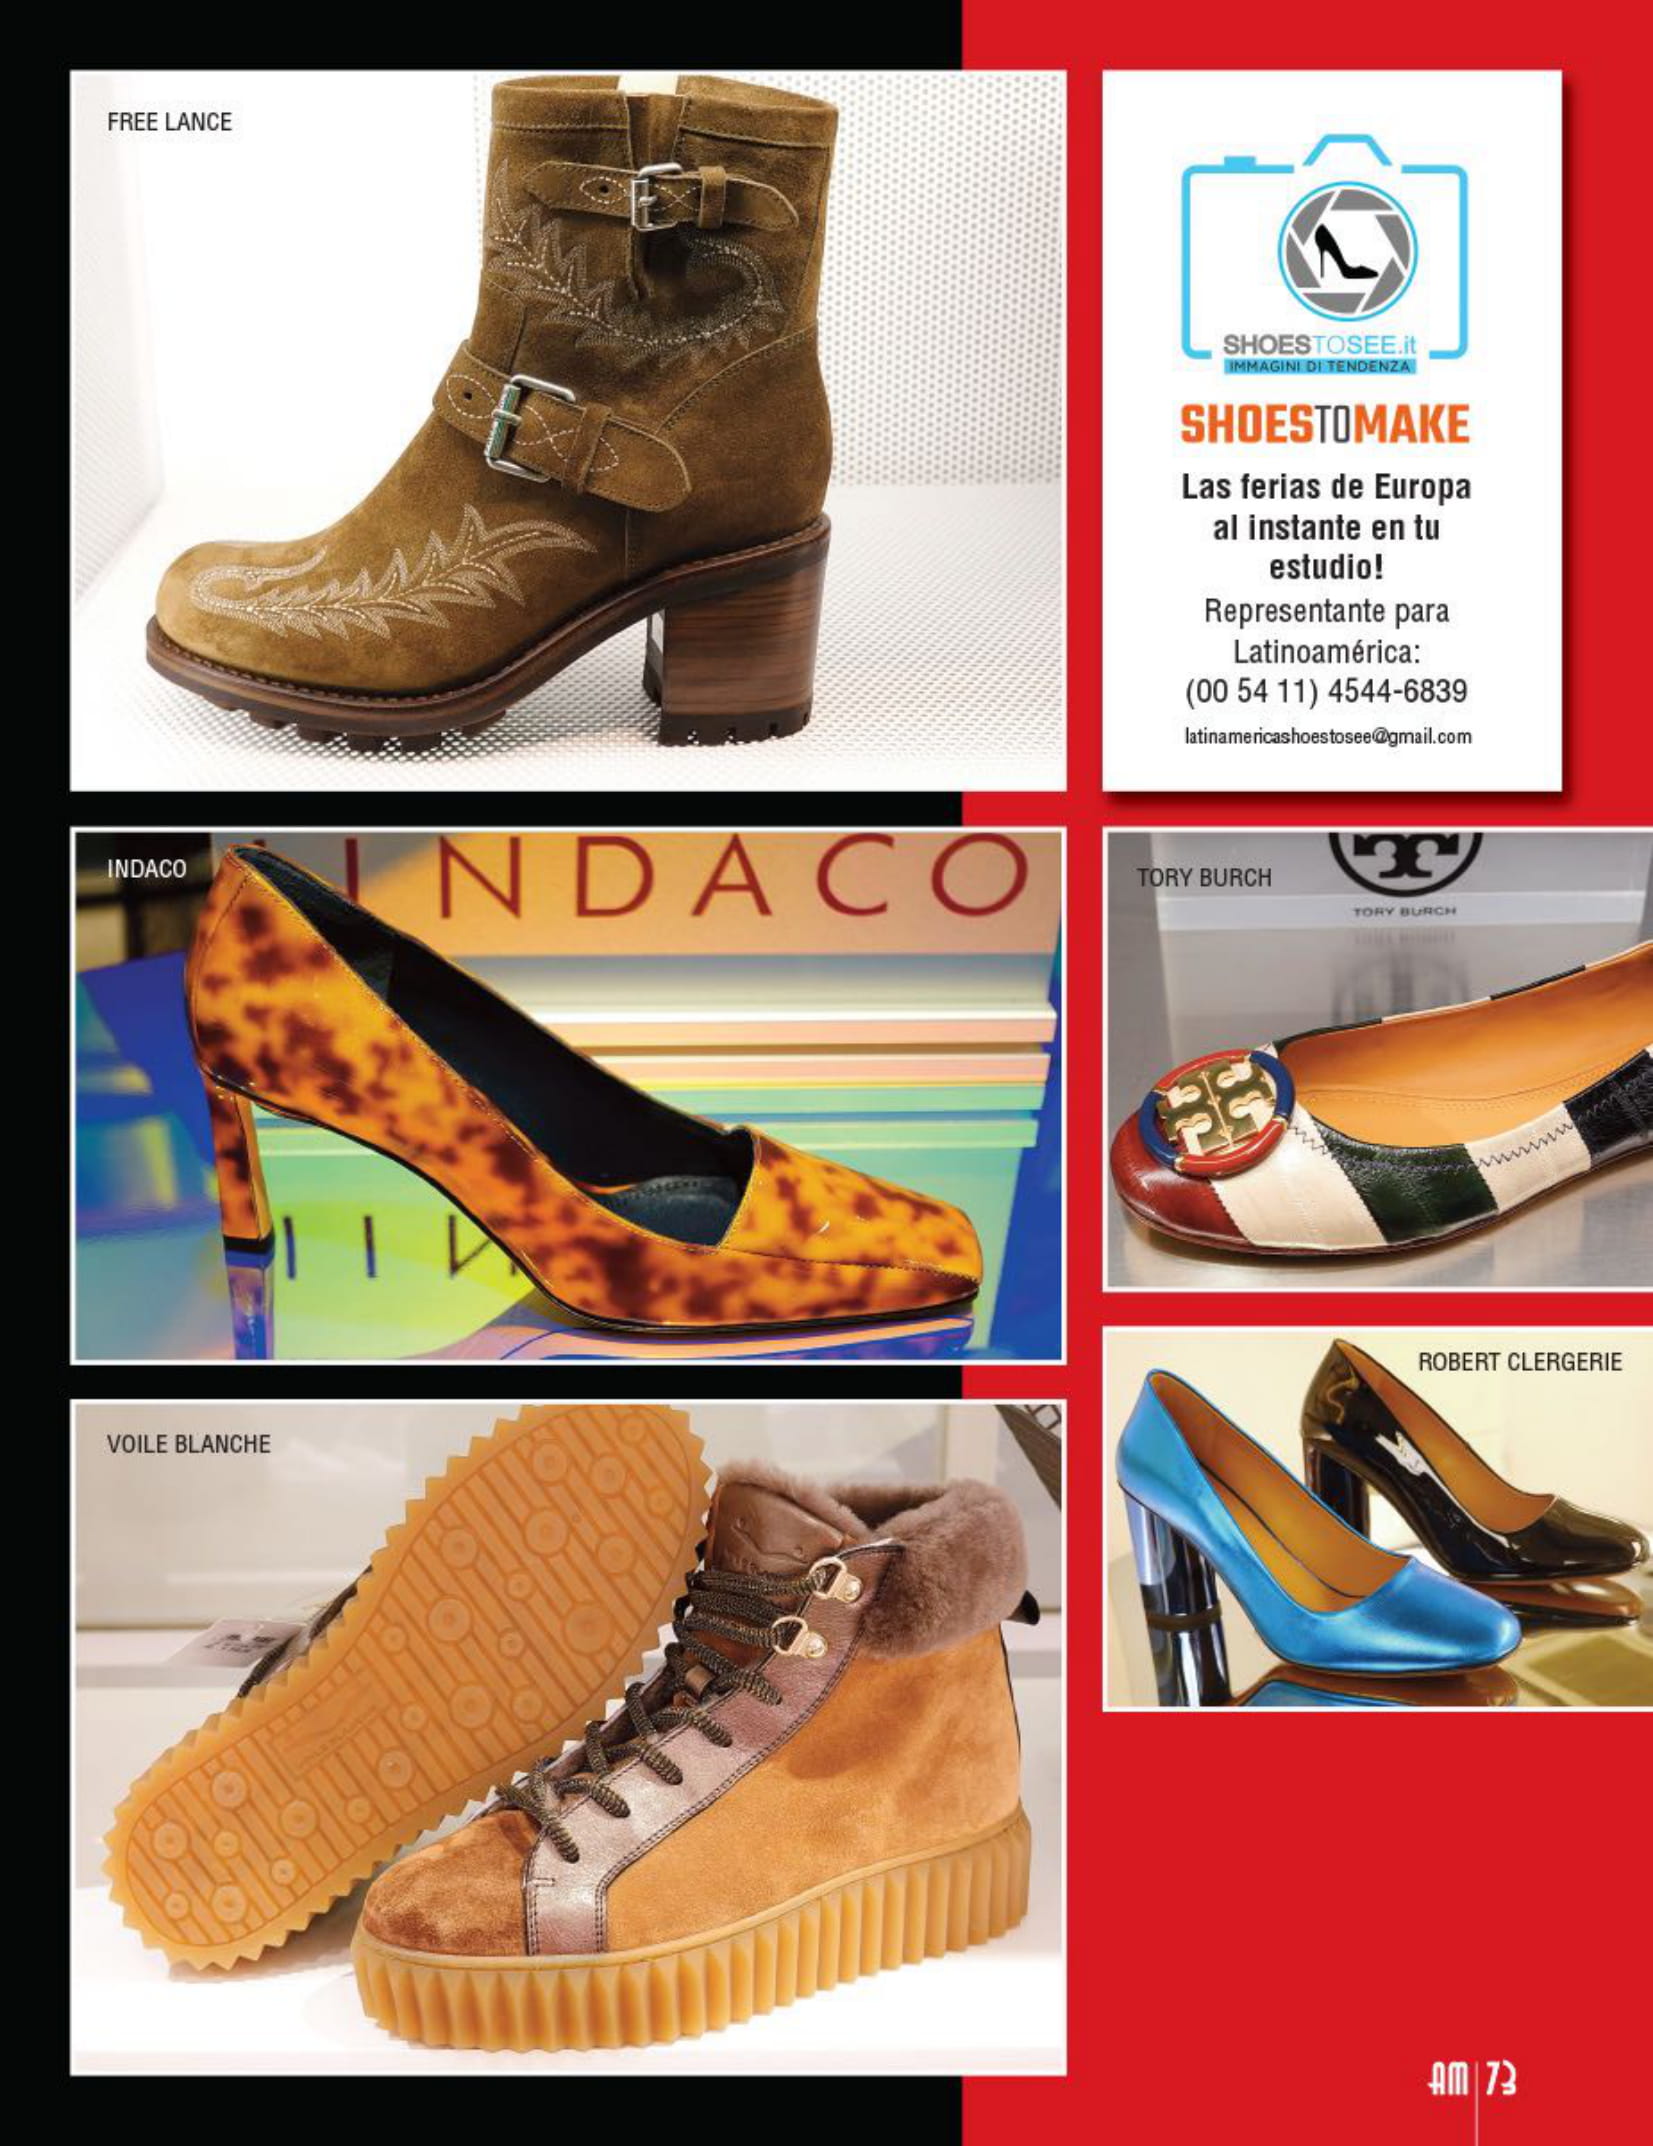 FREE LANCE
SHOESTOSEE.it
IMMAGINI DI TENDENZA
SHOESTOMAKE
Las ferias de Europa
al instante en tu
estudio!
Representante para
Latinoamérica:
(00 54 11) 4544-6839
latinamericashoestosee@gmail.com
INDACO
INDACO
TORY BURCH
TORY BURCH
ROBERT CLERGERIE
VOILE BLANCHE
AM 73